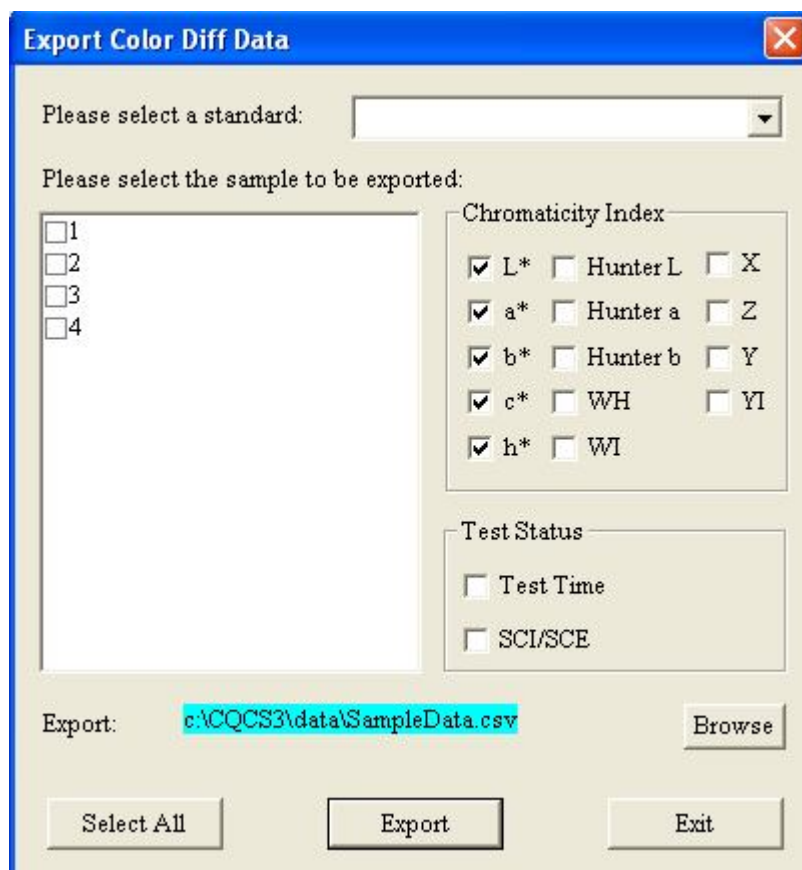 Export Color Diff Data
Please select a standard:
Please select the sample to be exported:
1
2
3
4
Chromaticity Index
L* Hunter L X
a* Hunter a Z
b* Hunter b Y
c* WH YI
h* WI
Test Status
Test Time
SCI/SCE
Export: c:\CQCS3\data\SampleData.csv Browse
Select All Export Exit